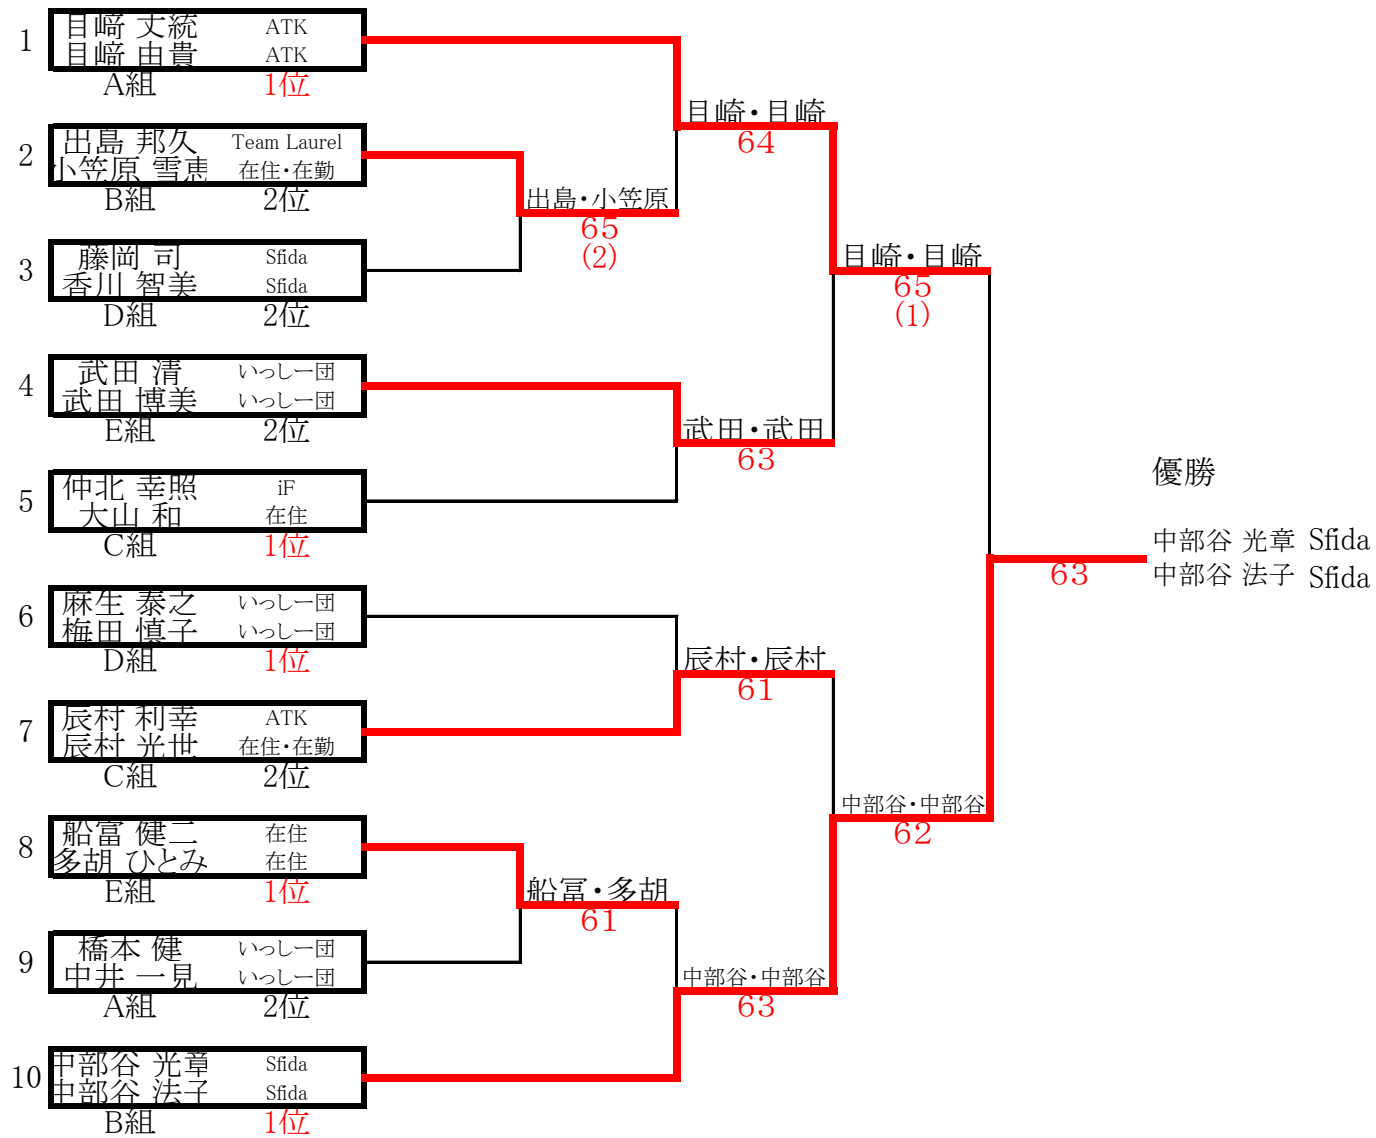 1 目﨑 丈統 ATK
目﨑 由貴 ATK
A組 1位
2 出島 邦久 Team Laurel
小笠原 雪恵 在住・在勤
B組 2位
3 藤岡 司 Sfida
香川 智美 Sfida
D組 2位
4 武田 清 いっしー団
武田 博美 いっしー団
E組 2位
5 仲北 幸照 iF
大山 和 在住
C組 1位
6 麻生 泰之 いっしー団
梅田 慎子 いっしー団
D組 1位
7 辰村 利幸 ATK
辰村 光世 在住・在勤
C組 2位
8 船冨 健二 在住
多胡 ひとみ 在住
E組 1位
9 橋本 健 いっしー団
中井 一見 いっしー団
A組 2位
10 中部谷 光章 Sfida
中部谷 法子 Sfida
B組 1位
出島・小笠原
65
(2)
船冨・多胡
61
目崎・目崎
64
武田・武田
63
辰村・辰村
61
中部谷・中部谷
63
目崎・目崎
65
(1)
中部谷・中部谷
62
63
優勝
中部谷 光章 Sfida
中部谷 法子 Sfida